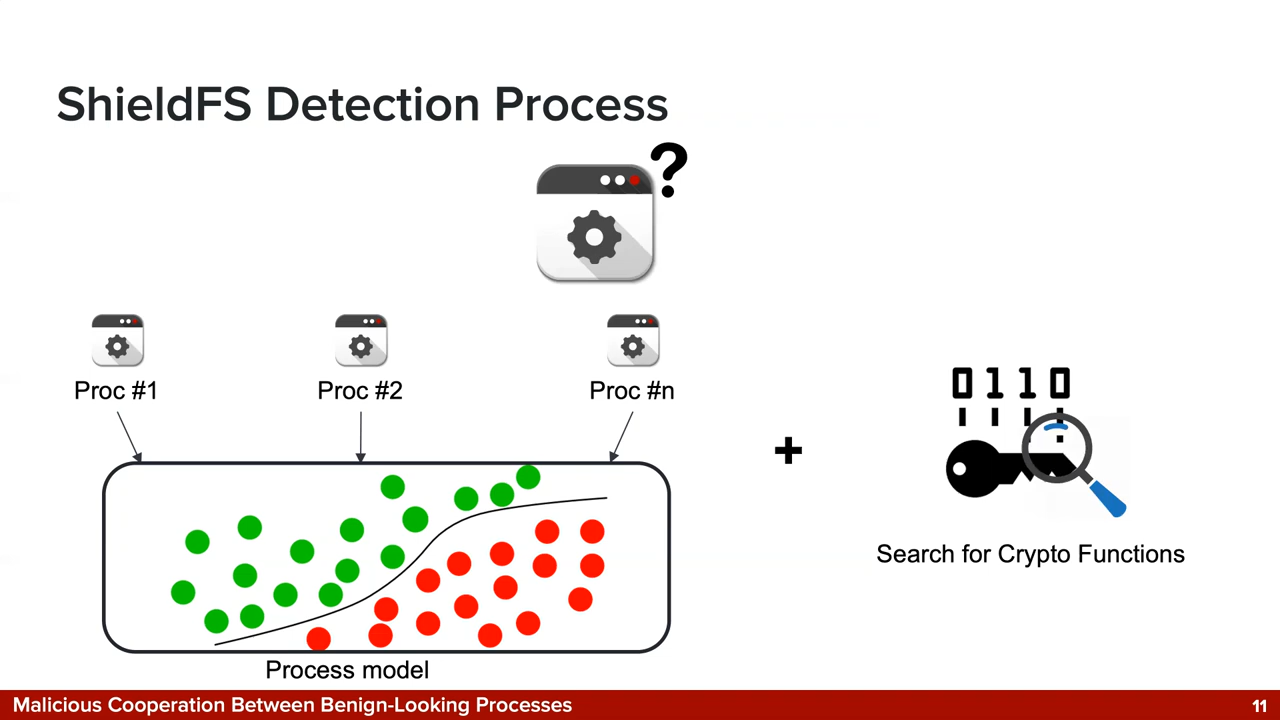 ShieldFS Detection Process
?
Proc #1
Proc #2
Proc #n
0110
+
Search for Crypto Functions
Process model
Malicious Cooperation Between Benign-Looking Processes
11